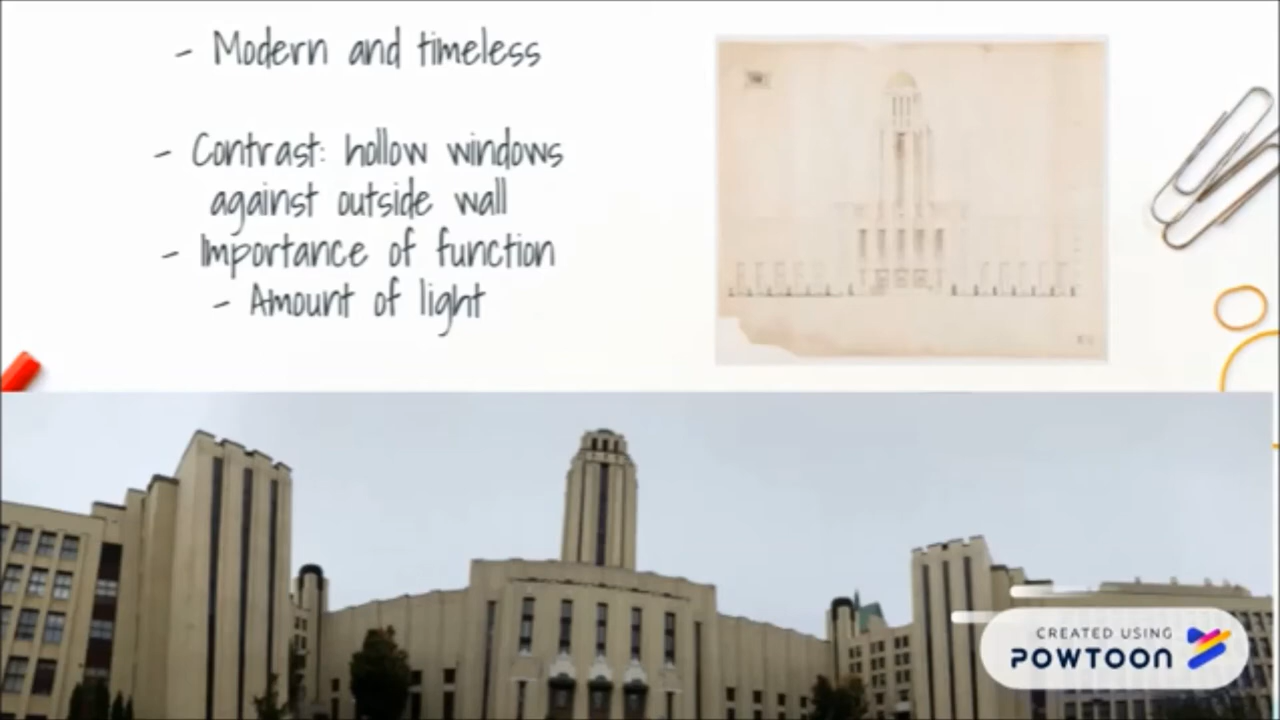 - Modern and timeless
- Contrast: hollow windows
against outside wall
- Importance of function
- Amount of light
CREATED USING
POWTOON